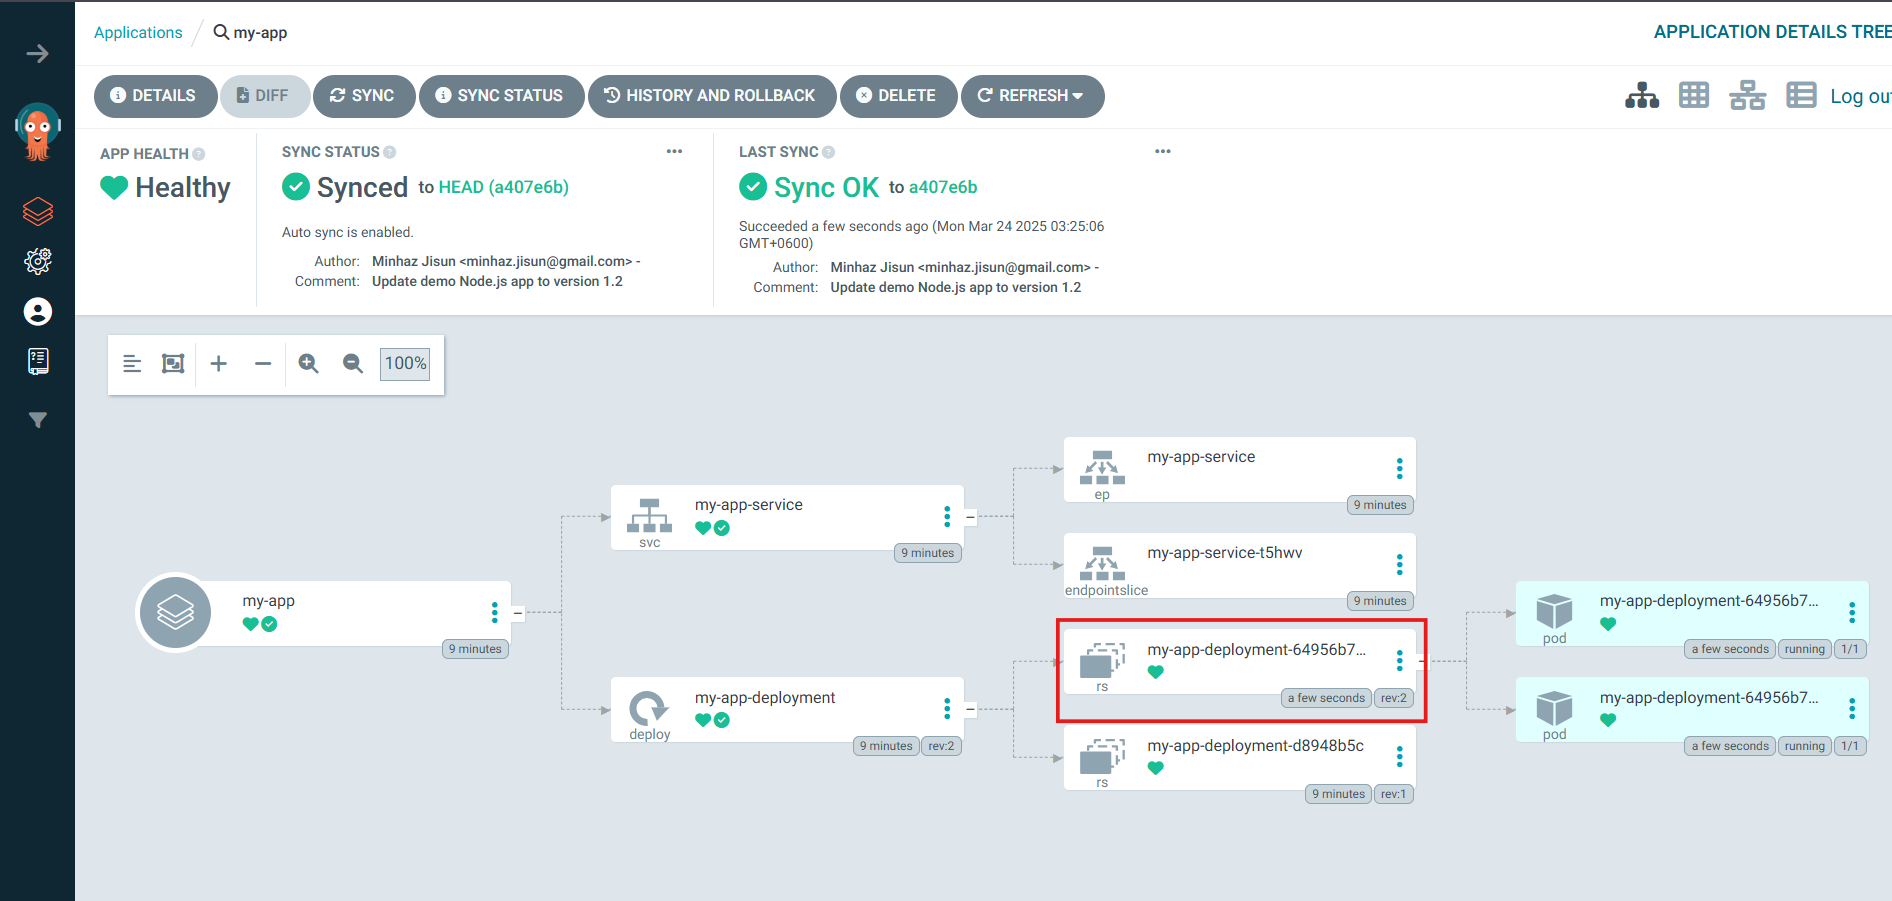 Applications
my-app
APPLICATION DETAILS TREE
DETAILS
DIFF
SYNC
SYNC STATUS
HISTORY AND ROLLBACK
DELETE
REFRESH
Log out
APP HEALTH
Healthy
SYNC STATUS
Synced to HEAD (a407e6b)
Auto sync is enabled.
Author: Minhaz Jisun <minhaz.jisun@gmail.com> -
Comment: Update demo Node.js app to version 1.2
LAST SYNC
Sync OK to a407e6b
Succeeded a few seconds ago (Mon Mar 24 2025 03:25:06
GMT+0600)
Author: Minhaz Jisun <minhaz.jisun@gmail.com> -
Comment: Update demo Node.js app to version 1.2
100%
my-app
9 minutes
my-app-service
svc
9 minutes
my-app-deployment
deploy
9 minutes rev:2
my-app-service
ep
9 minutes
my-app-service-t5hwv
endpointslice
9 minutes
my-app-deployment-64956b7...
rs
a few seconds rev:2
my-app-deployment-d8948b5c
rs
9 minutes rev:1
my-app-deployment-64956b7...
pod
a few seconds running 1/1
my-app-deployment-64956b7...
pod
a few seconds running 1/1